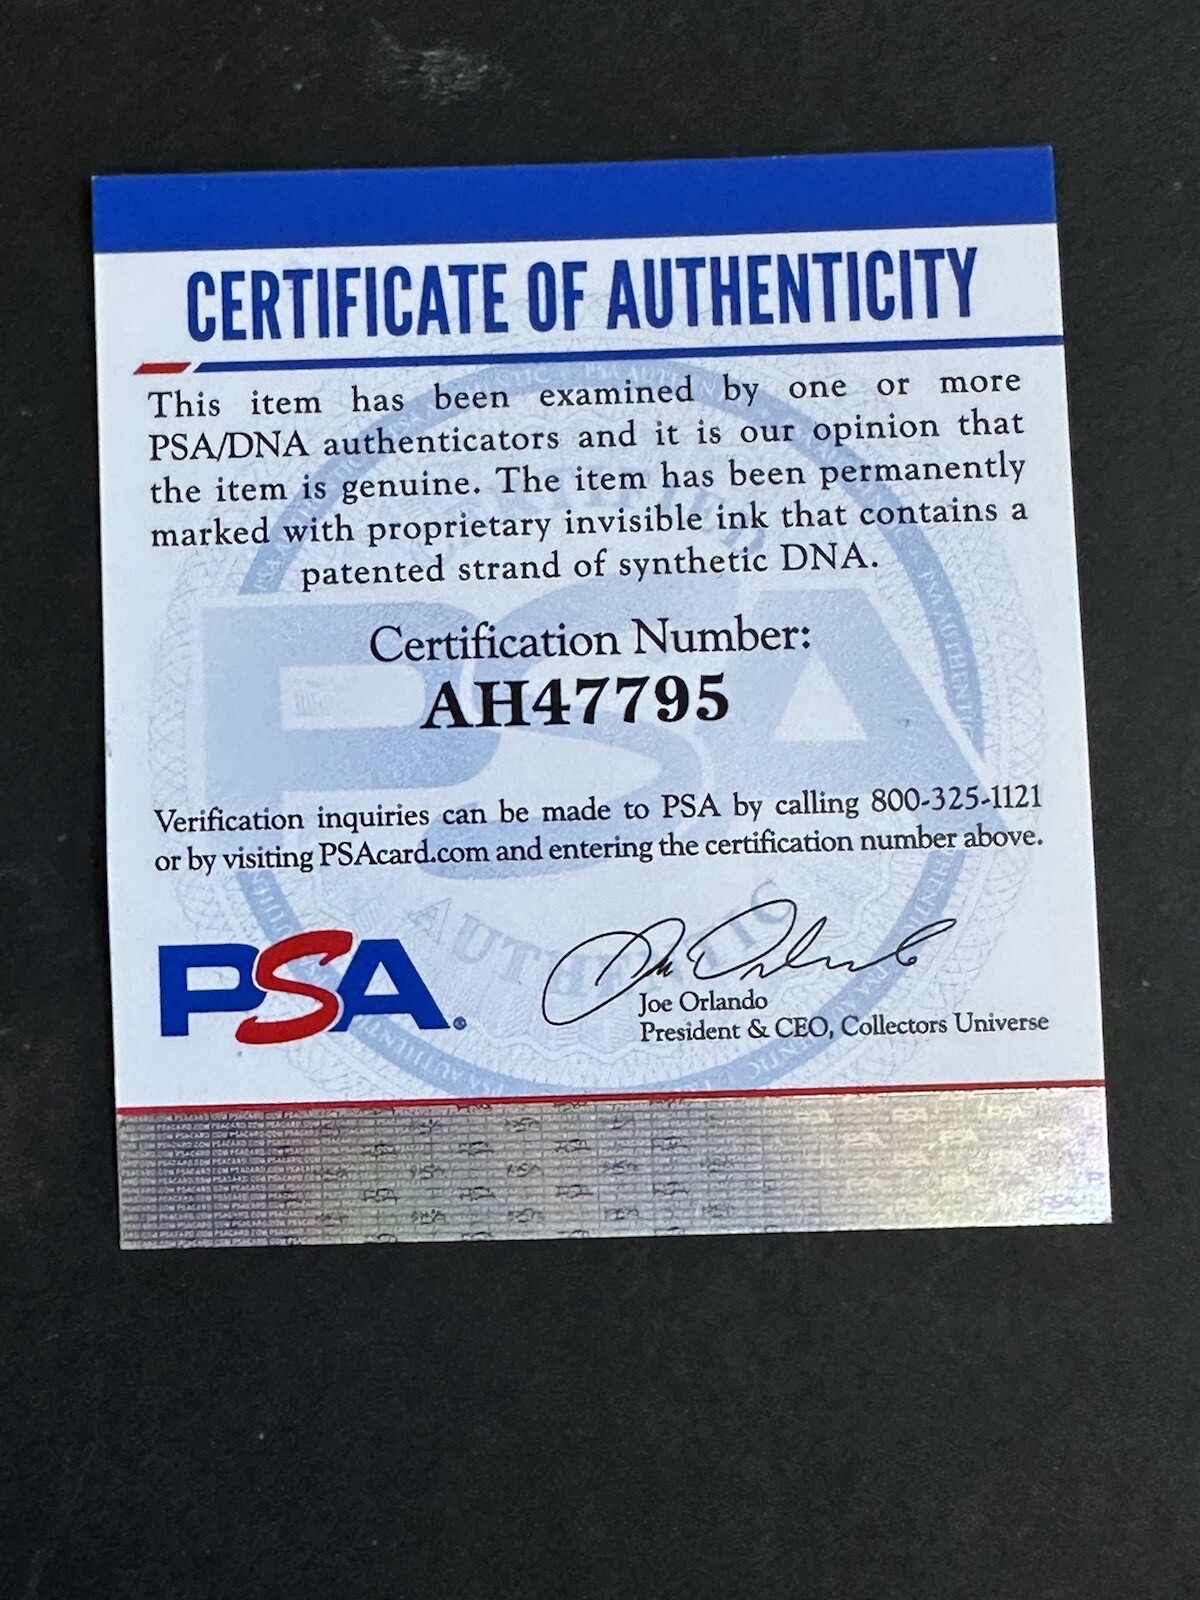 CERTIFICATE OF AUTHENTICITY
This item has been examined by one or more
PSA/DNA authenticators and it is our opinion that
the item is genuine. The item has been permanently
marked with proprietary invisible ink that contains a
patented strand of synthetic DNA.
Certification Number:
AH47795
Verification inquiries can be made to PSA by calling 800-325-1121
or by visiting PSAcard.com and entering the certification number above.
PSA®
Joe Orlando
President & CEO, Collectors Universe